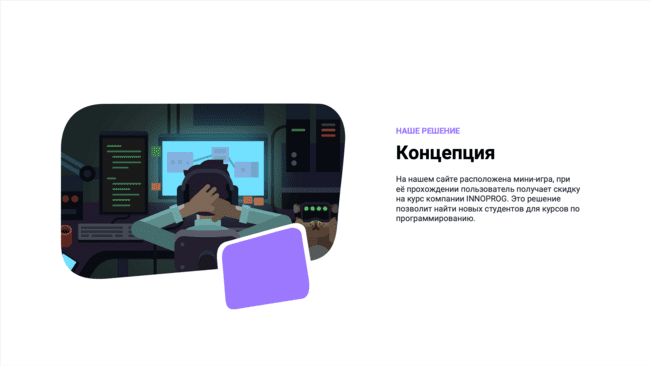 НАШЕ РЕШЕНИЕ
Концепция
На нашем сайте расположена мини-игра, при
её прохождении пользователь получает скидку
на курс компании INNOPROG. Это решение
позволит найти новых студентов для курсов по
программированию.